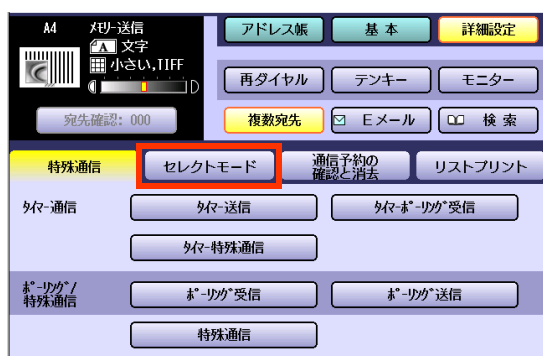 A4 ﾒﾓﾘｰ送信
A 文字
小さい,TIFF
D
宛先確認: 000
アドレス帳 基本 詳細設定
再ダイヤル テンキー モニター
複数宛先 Eメール 検索
特殊通信 セレクトモード 通信予約の確認と消去 リストプリント
ﾀｲﾏｰ通信 ﾀｲﾏｰ送信 ﾀｲﾏｰﾎﾟｰﾘﾝｸﾞ受信
ﾀｲﾏｰ特殊通信
ﾎﾟｰﾘﾝｸﾞ/
特殊通信 ﾎﾟｰﾘﾝｸﾞ受信 ﾎﾟｰﾘﾝｸﾞ送信
特殊通信